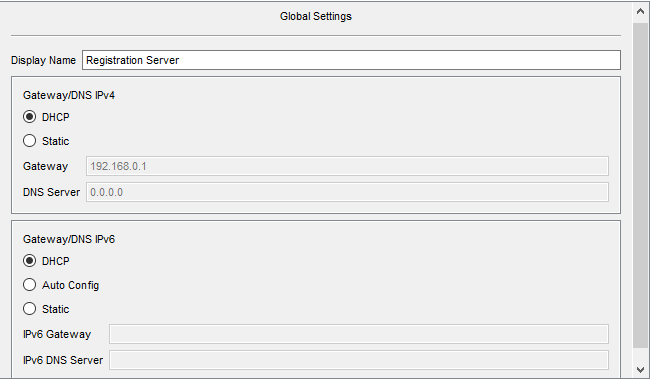 Global Settings
Display Name Registration Server
Gateway/DNS IPv4
DHCP
Static
Gateway 192.168.0.1
DNS Server 0.0.0.0
Gateway/DNS IPv6
DHCP
Auto Config
Static
IPv6 Gateway
IPv6 DNS Server